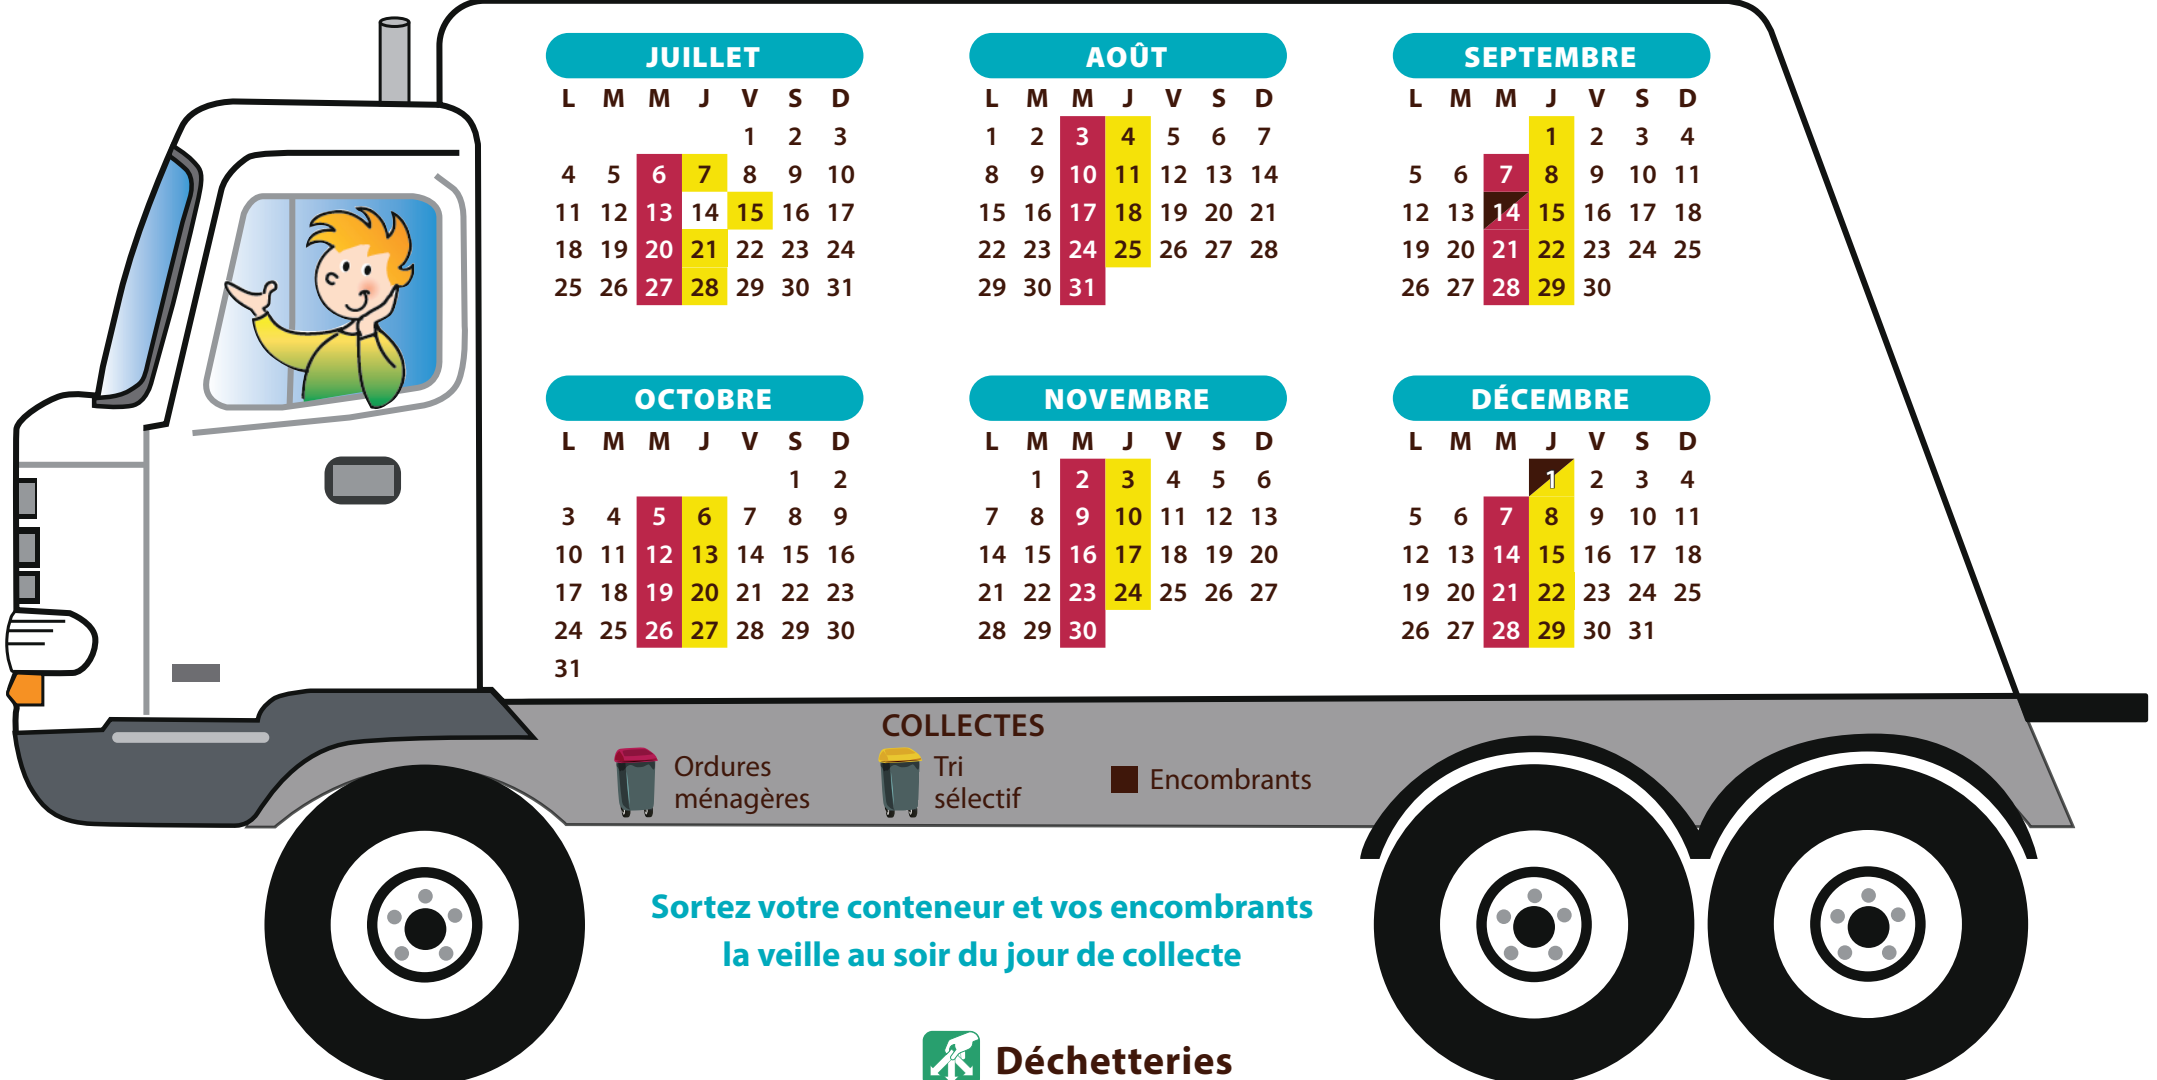 JUILLET
L M M J V S D
1 2 3
4 5 6 7 8 9 10
11 12 13 14 15 16 17
18 19 20 21 22 23 24
25 26 27 28 29 30 31
AOÛT
L M M J V S D
1 2 3 4 5 6 7
8 9 10 11 12 13 14
15 16 17 18 19 20 21
22 23 24 25 26 27 28
29 30 31
SEPTEMBRE
L M M J V S D
1 2 3 4
5 6 7 8 9 10 11
12 13 14 15 16 17 18
19 20 21 22 23 24 25
26 27 28 29 30
OCTOBRE
L M M J V S D
1 2
3 4 5 6 7 8 9
10 11 12 13 14 15 16
17 18 19 20 21 22 23
24 25 26 27 28 29 30
31
NOVEMBRE
L M M J V S D
1 2 3 4 5 6
7 8 9 10 11 12 13
14 15 16 17 18 19 20
21 22 23 24 25 26 27
28 29 30
DÉCEMBRE
L M M J V S D
1 2 3 4
5 6 7 8 9 10 11
12 13 14 15 16 17 18
19 20 21 22 23 24 25
26 27 28 29 30 31
COLLECTES
Ordures
ménagères
Tri
sélectif
Encombrants
Sortez votre conteneur et vos encombrants
la veille au soir du jour de collecte
Déchetteries